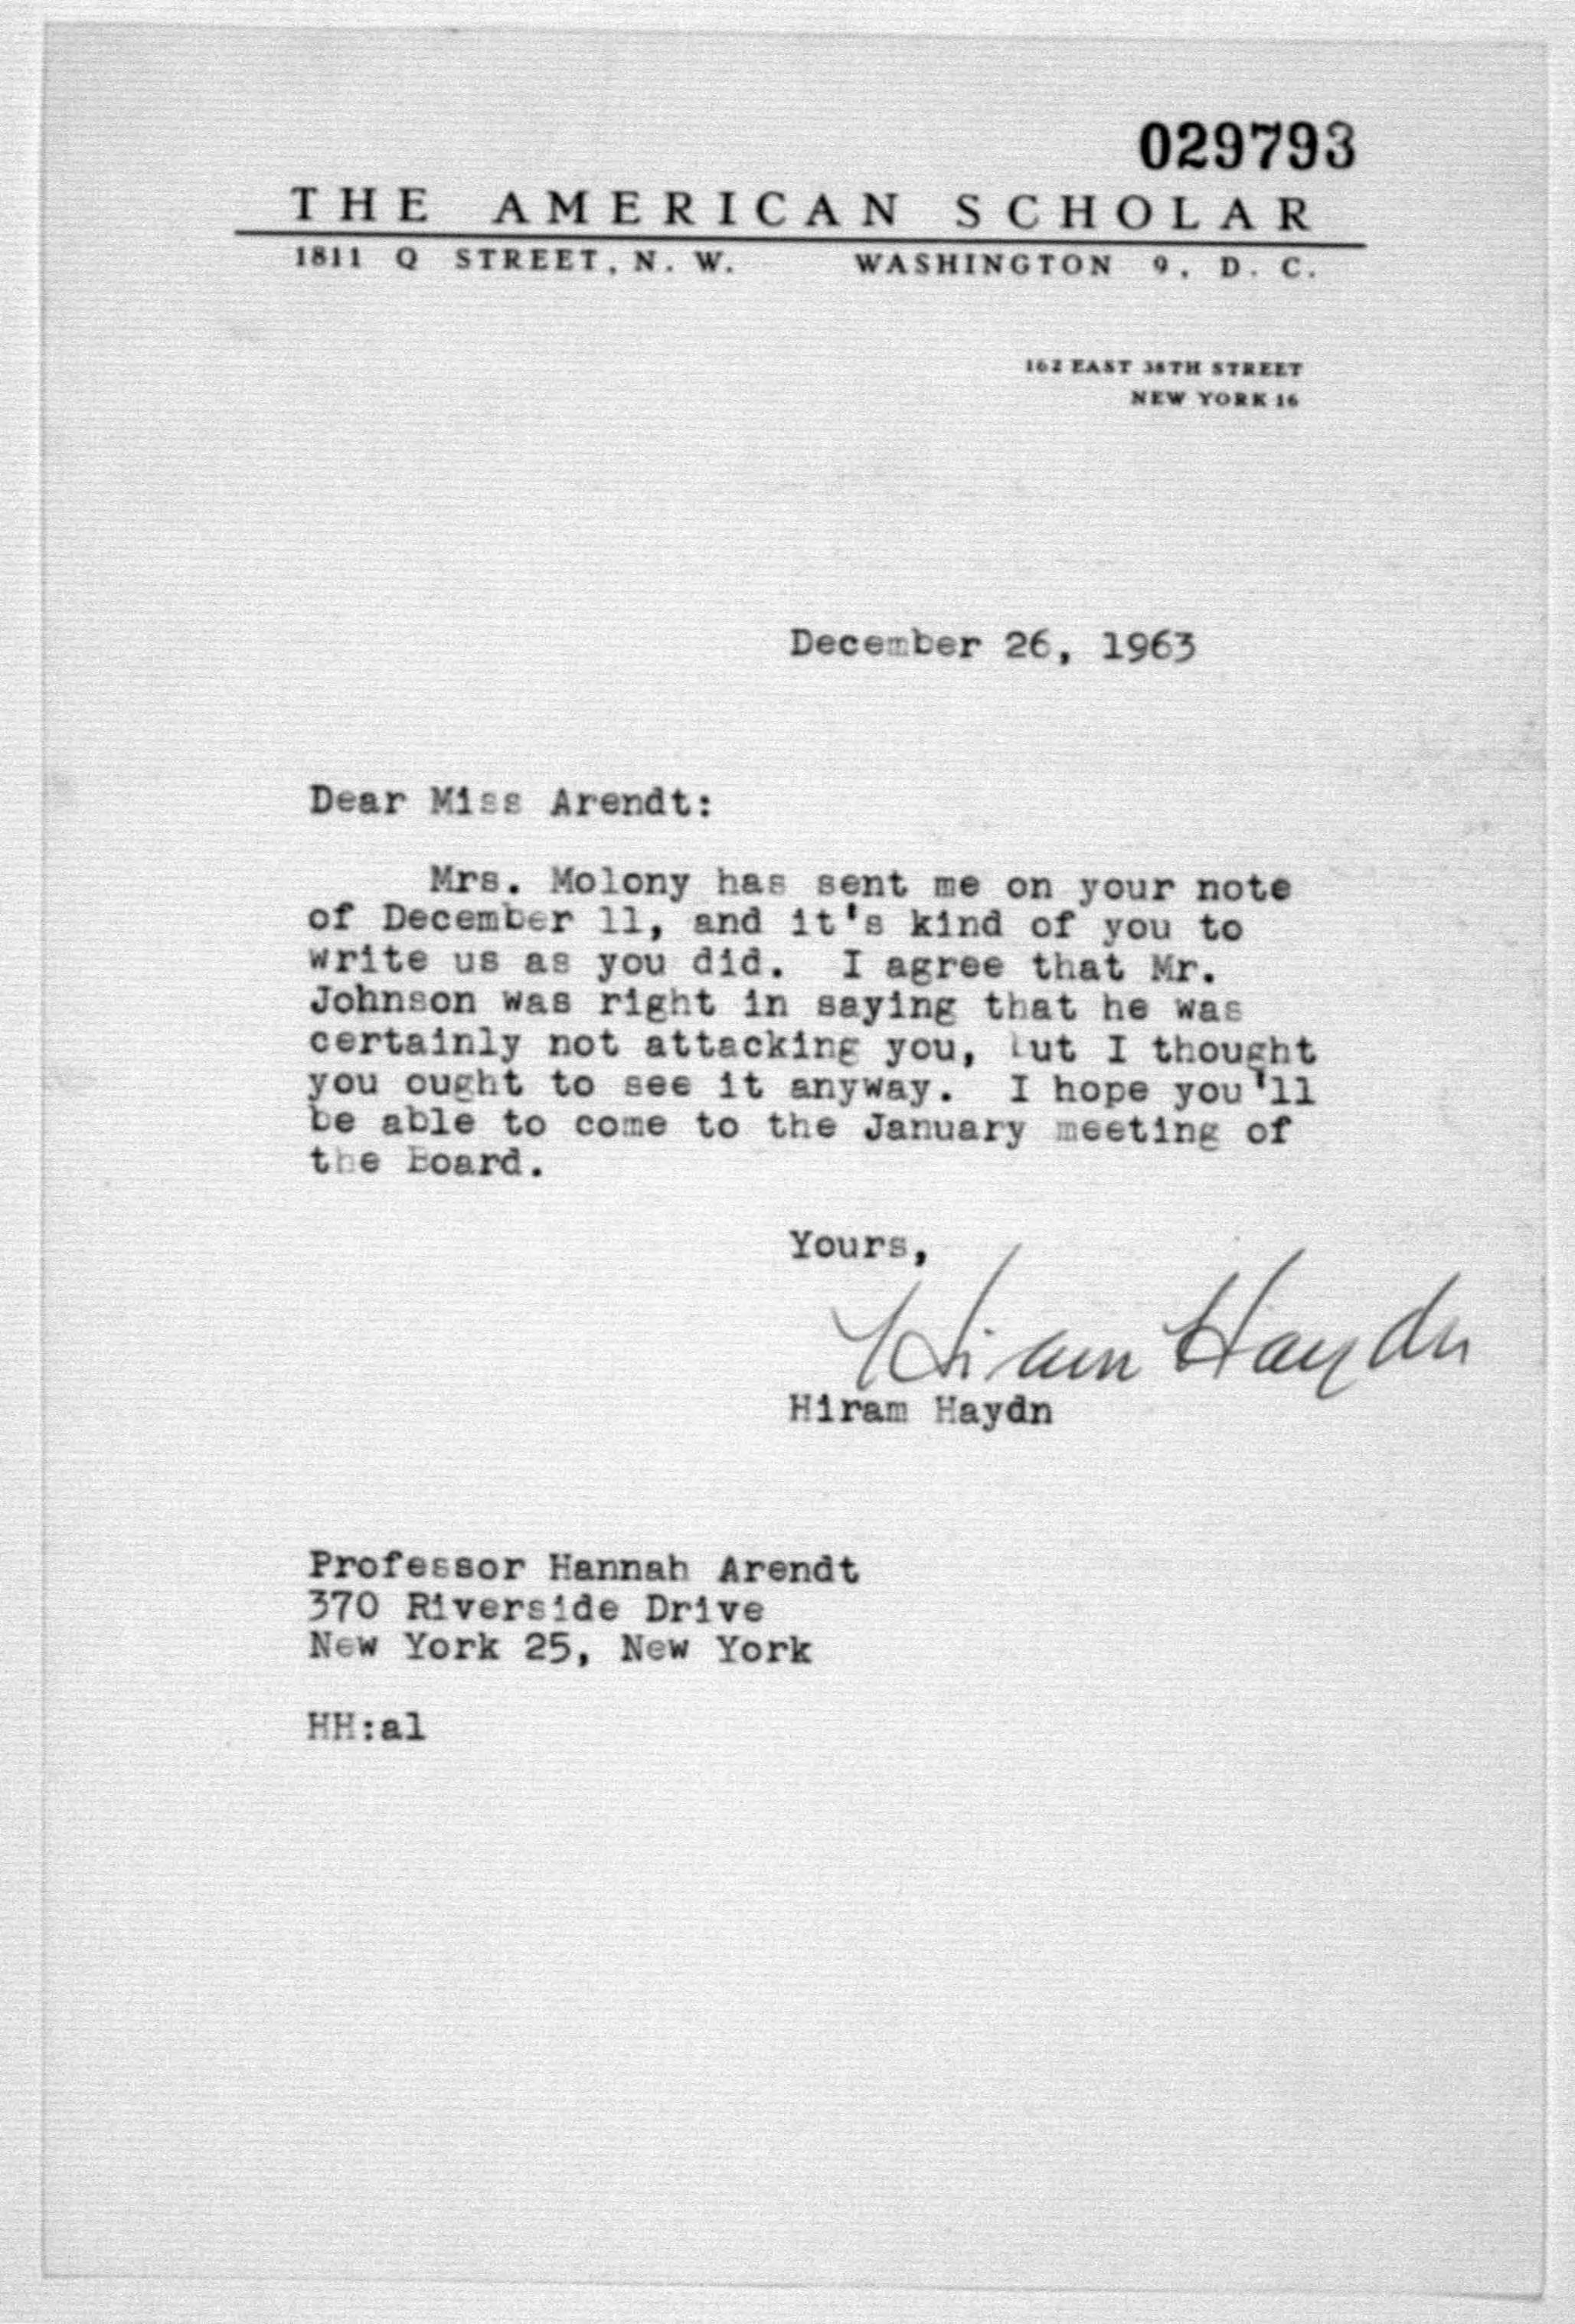 029793
THE AMERICAN SCHOLAR
1811 Q STREET, N. W. WASHINGTON 9, D. C.
162 EAST 38TH STREET
NEW YORK 16
December 26, 1963
Dear Miss Arendt:
Mrs. Molony has sent me on your note
of December 11, and it's kind of you to
write us as you did. I agree that Mr.
Johnson was right in saying that he was
certainly not attacking you, but I thought
you ought to see it anyway. I hope you'll
be able to come to the January meeting of
the Board.
Yours,
Hiram Haydn
Hiram Haydn
Professor Hannah Arendt
370 Riverside Drive
New York 25, New York
HH:al